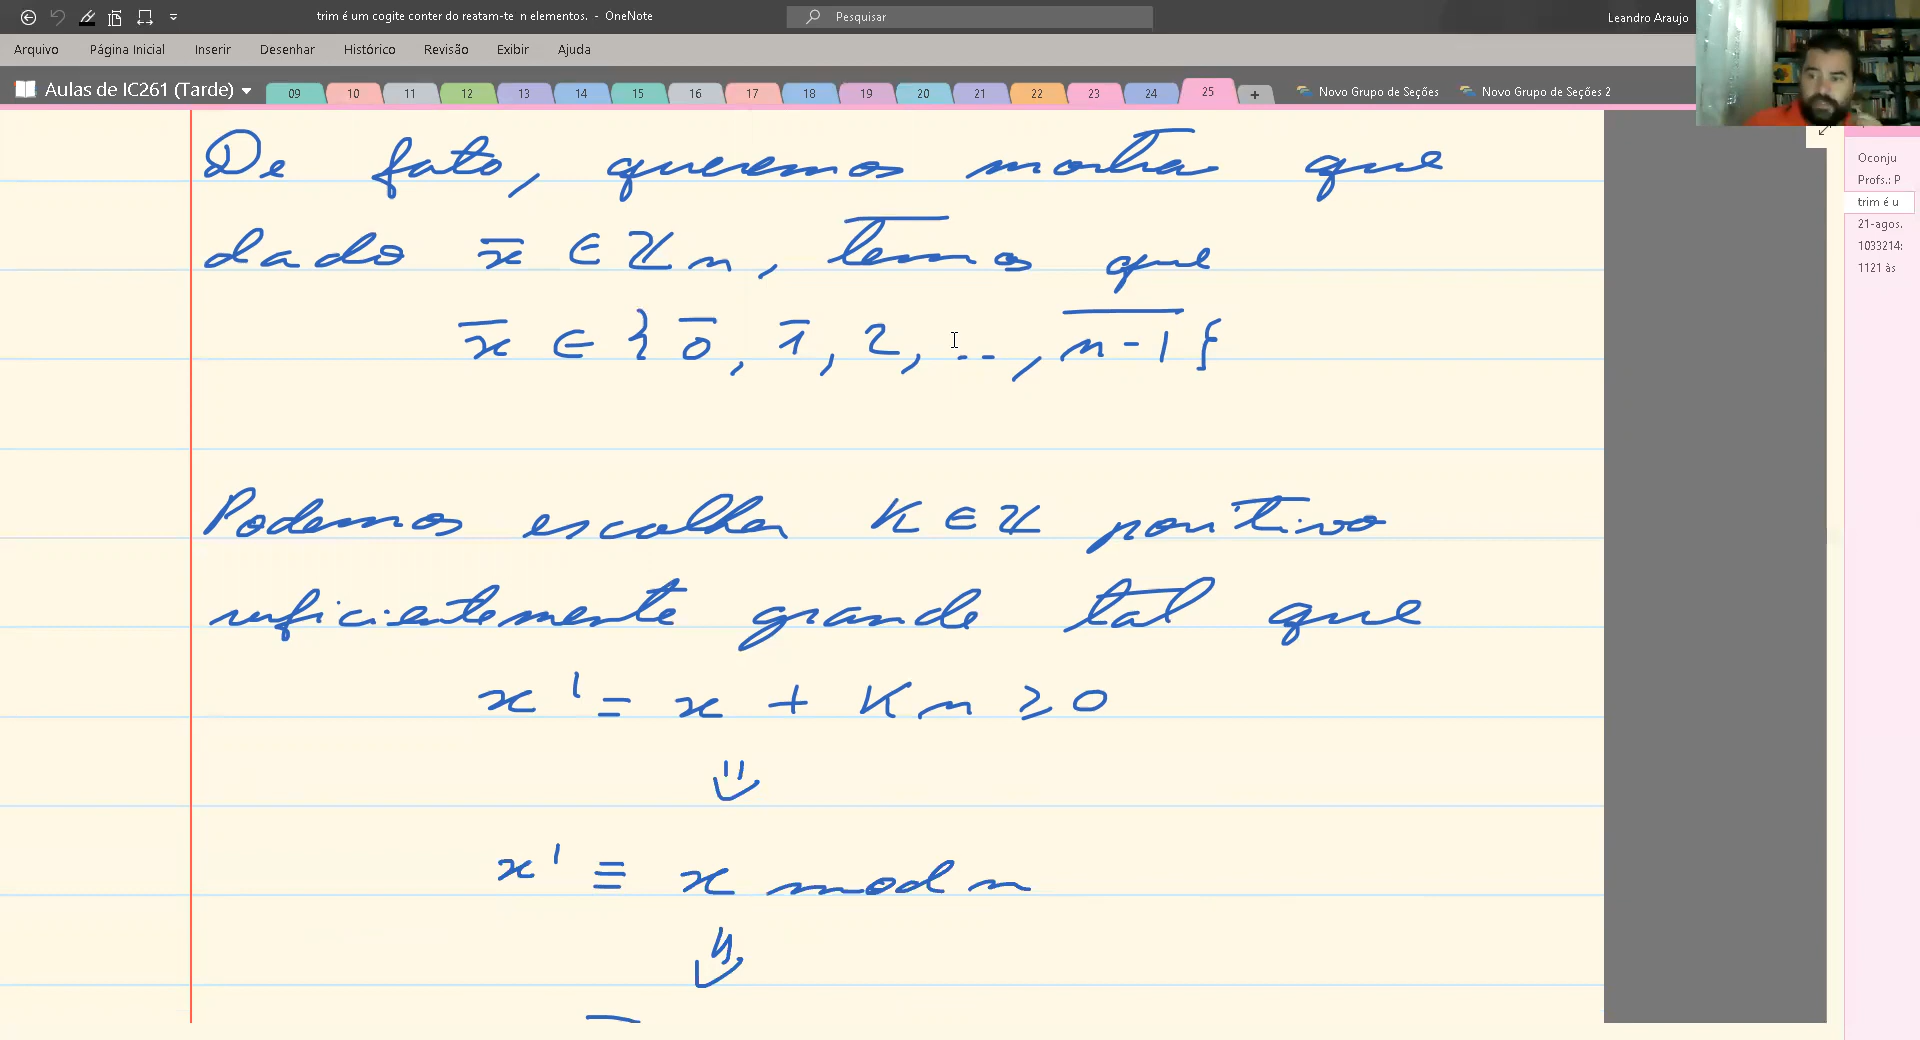 trim é um cogite conter do reatam-te n elementos. - OneNote
Pesquisar
Leandro Araujo
Arquivo Página Inicial Inserir Desenhar Histórico Revisão Exibir Ajuda
Aulas de IC261 (Tarde) 09 10 11 12 13 14 15 16 17 18 19 20 21 22 23 24 25 + Novo Grupo de Seções Novo Grupo de Seções 2
De fato, queremos mostrar que
dado x̅ ∈ ℤn, temos que
x̅ ∈ { 0̅, 1̅, 2, ..., n-1̅ }
Podemos escolher K ∈ ℤ positivo
suficientemente grande tal que
x' = x + Kn ≥ 0
⇓
x' ≡ x mod n
⇓
Oconju
Profs.: P
trim é u
21-agos.
1033214:
1121 às